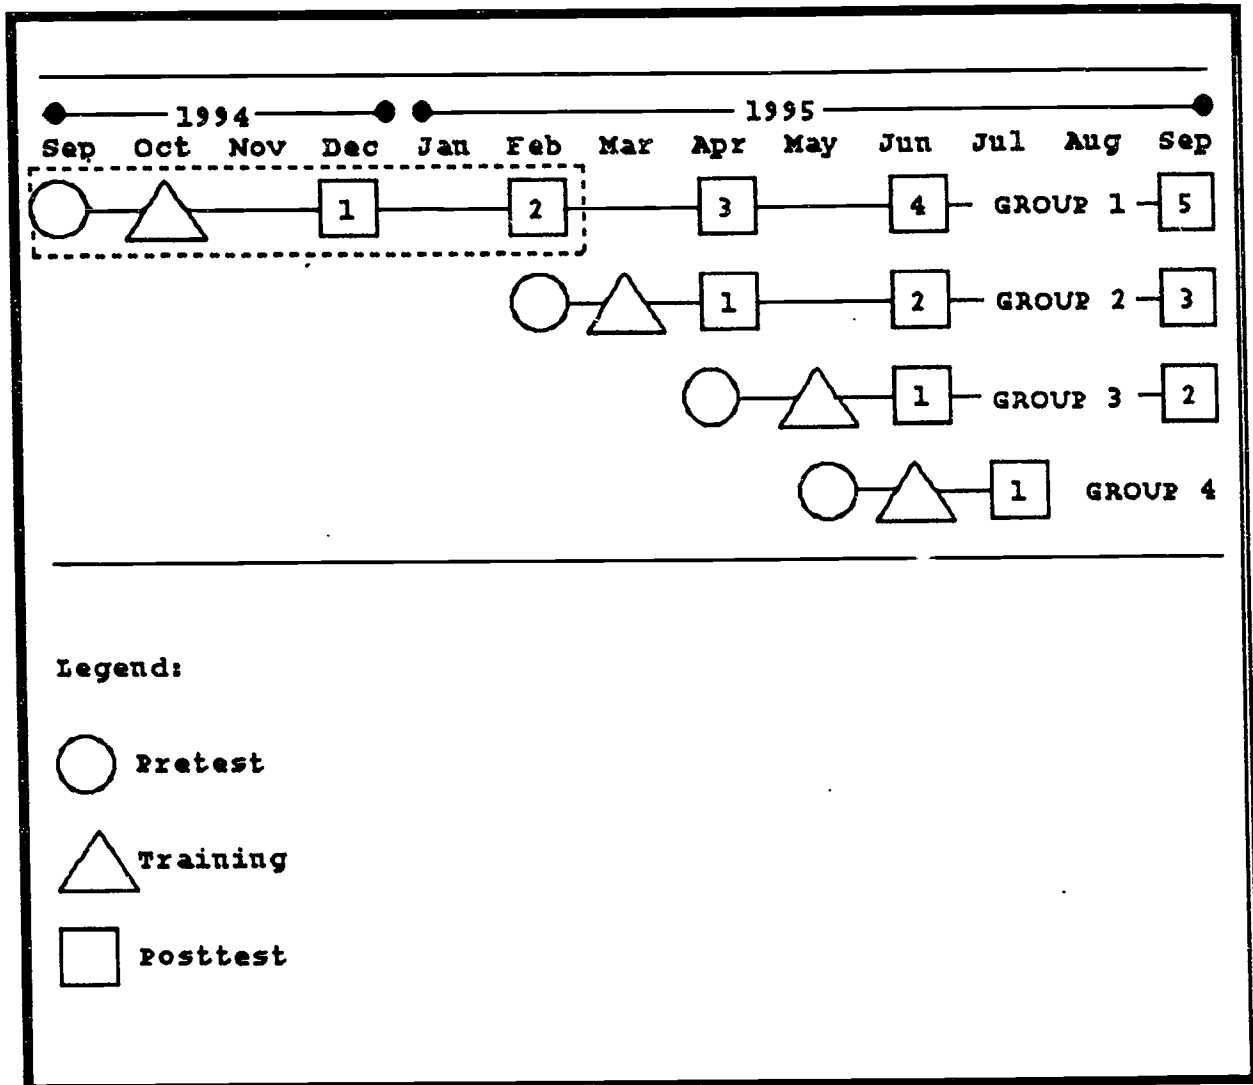 1994 1995
Sep Oct Nov Dec Jan Feb Mar Apr May Jun Jul Aug Sep
1 2 3 4 GROUP 1 5
1 2 GROUP 2 3
1 GROUP 3 2
1 GROUP 4
Legend:
Pretest
Training
Posttest